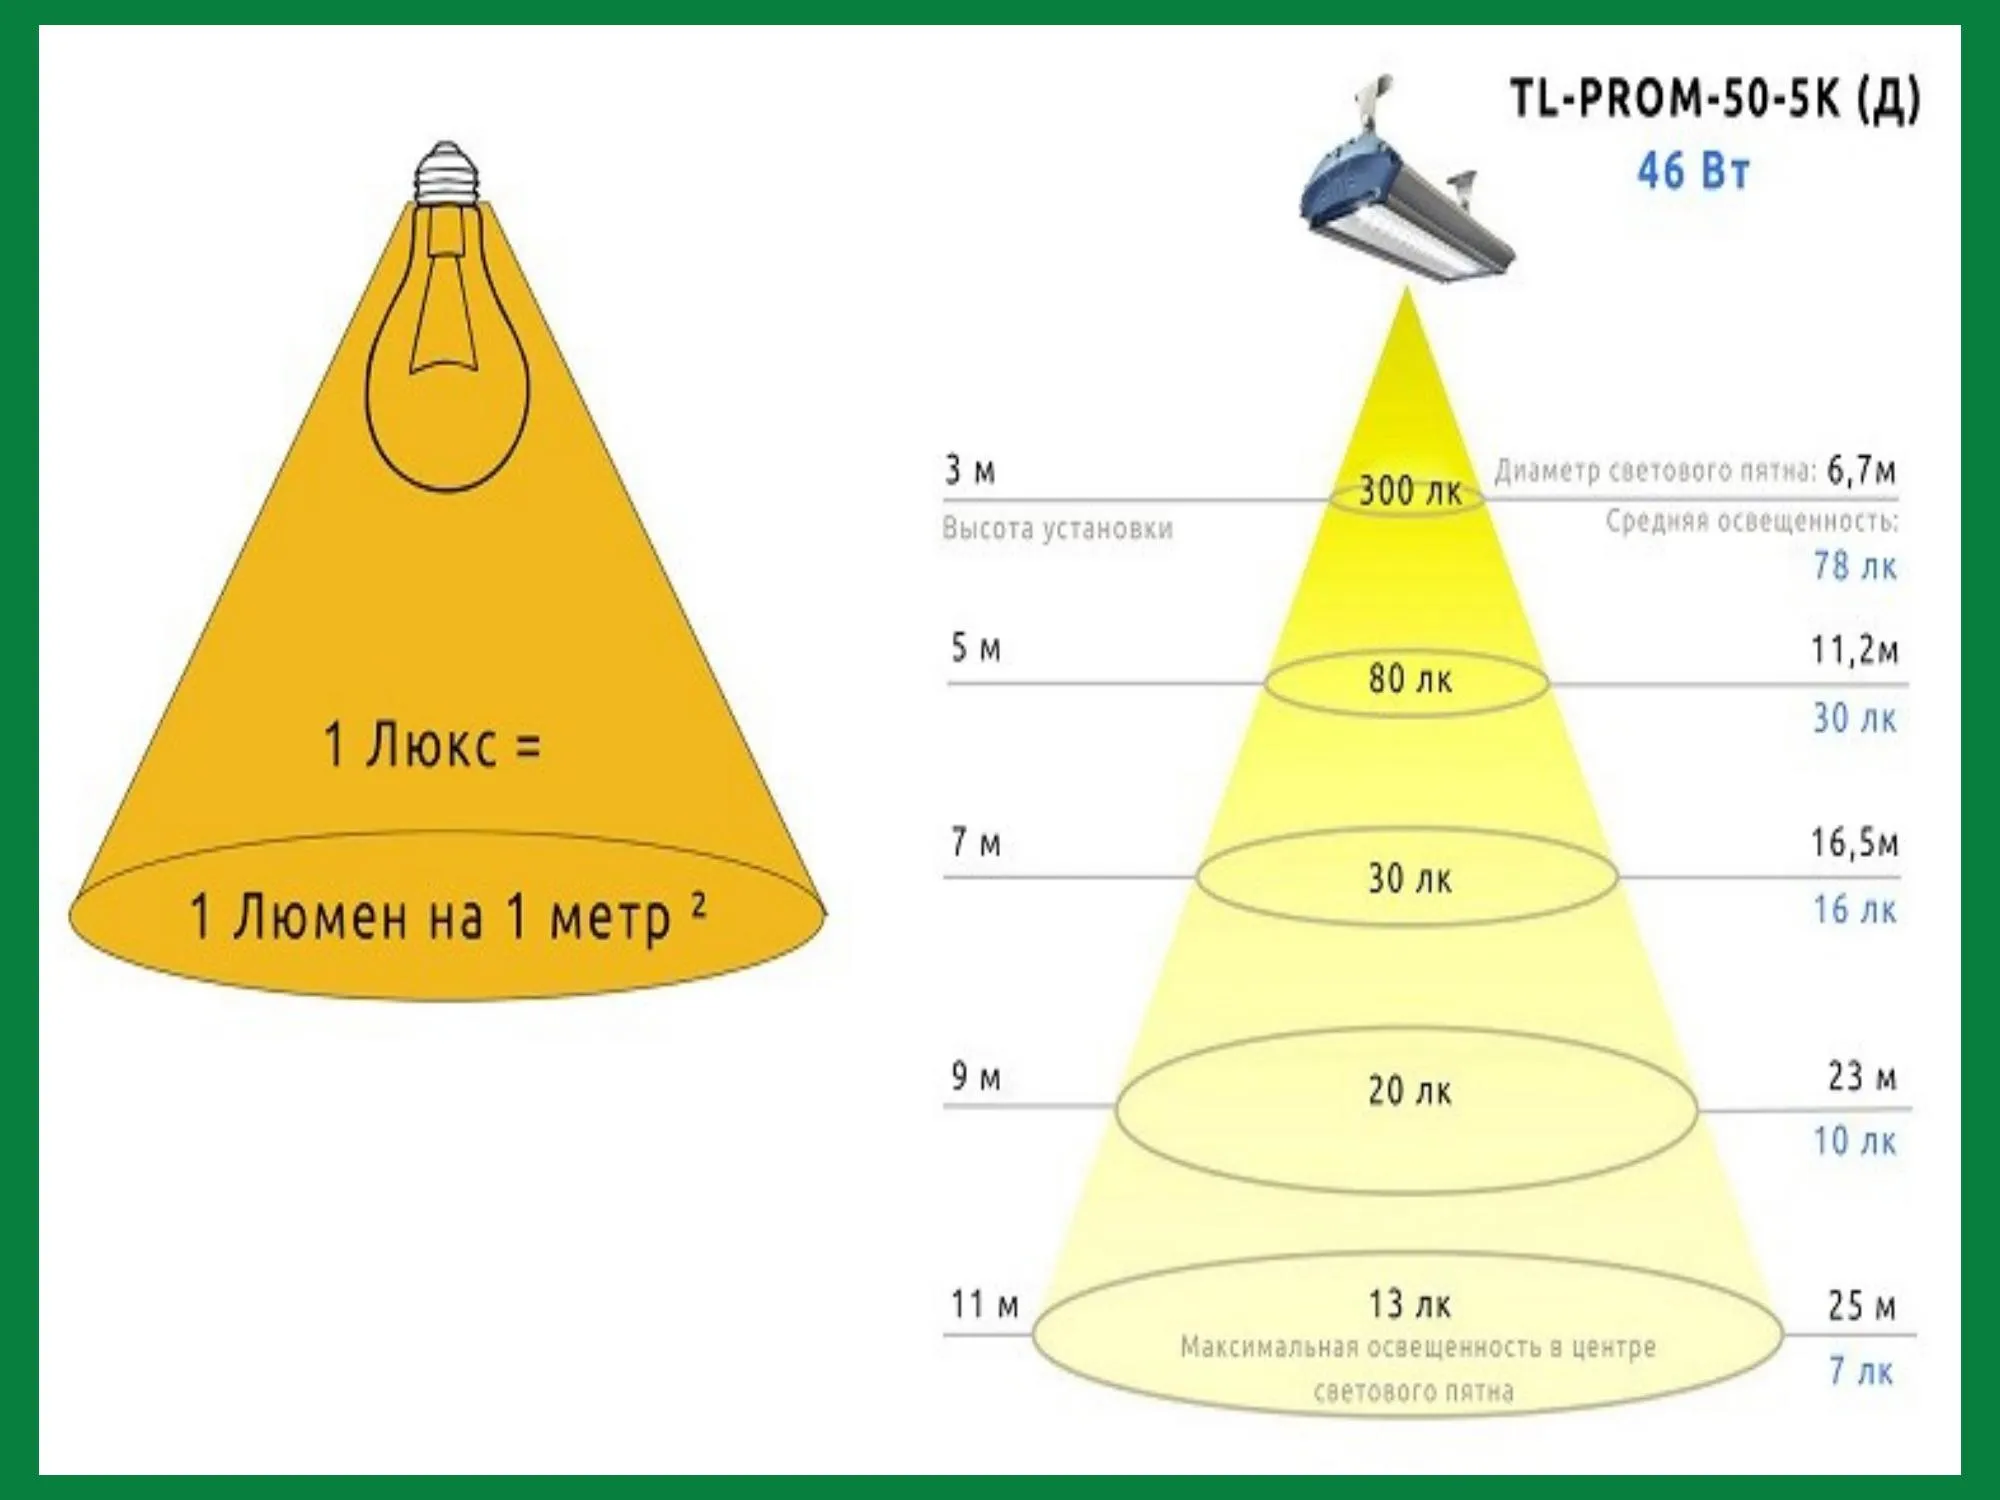 1 Люкс =
1 Люмен на 1 метр ²
TL-PROM-50-5K (Д)
46 Вт
3 м
300 лк
Диаметр светового пятна: 6,7м
Высота установки
Средняя освещенность:
78 лк
5 м
80 лк
11,2м
30 лк
7 м
30 лк
16,5м
16 лк
9 м
20 лк
23 м
10 лк
11 м
13 лк
25 м
Максимальная освещенность в центре
светового пятна
7 лк